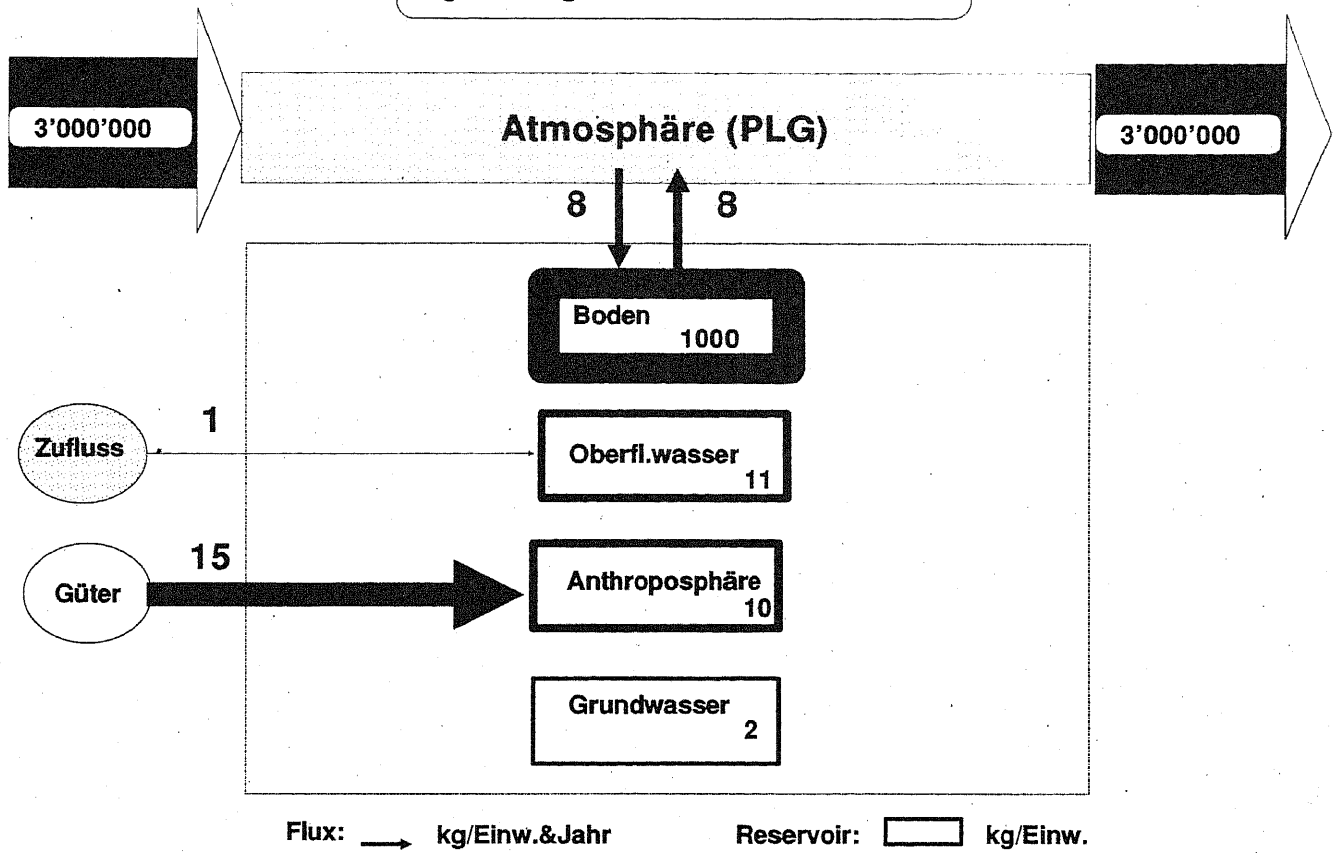 3'000'000
Atmosphäre (PLG)
3'000'000
8
8
Boden
1000
1
Zufluss
Oberfl.wasser
11
15
Güter
Anthroposphäre
10
Grundwasser
2
Flux: kg/Einw.&Jahr Reservoir: kg/Einw.